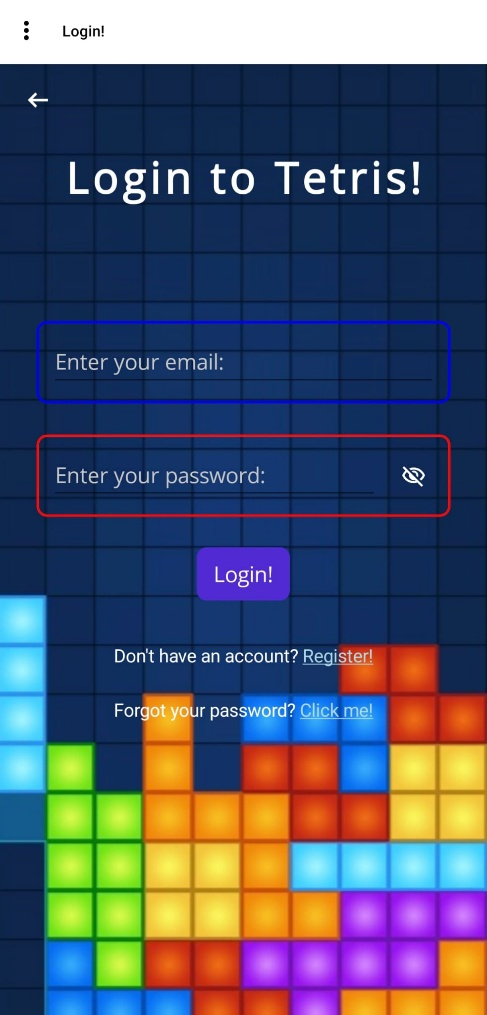 Login!
Login to Tetris!
Enter your email:
Enter your password:
Login!
Don't have an account? Register!
Forgot your password? Click me!